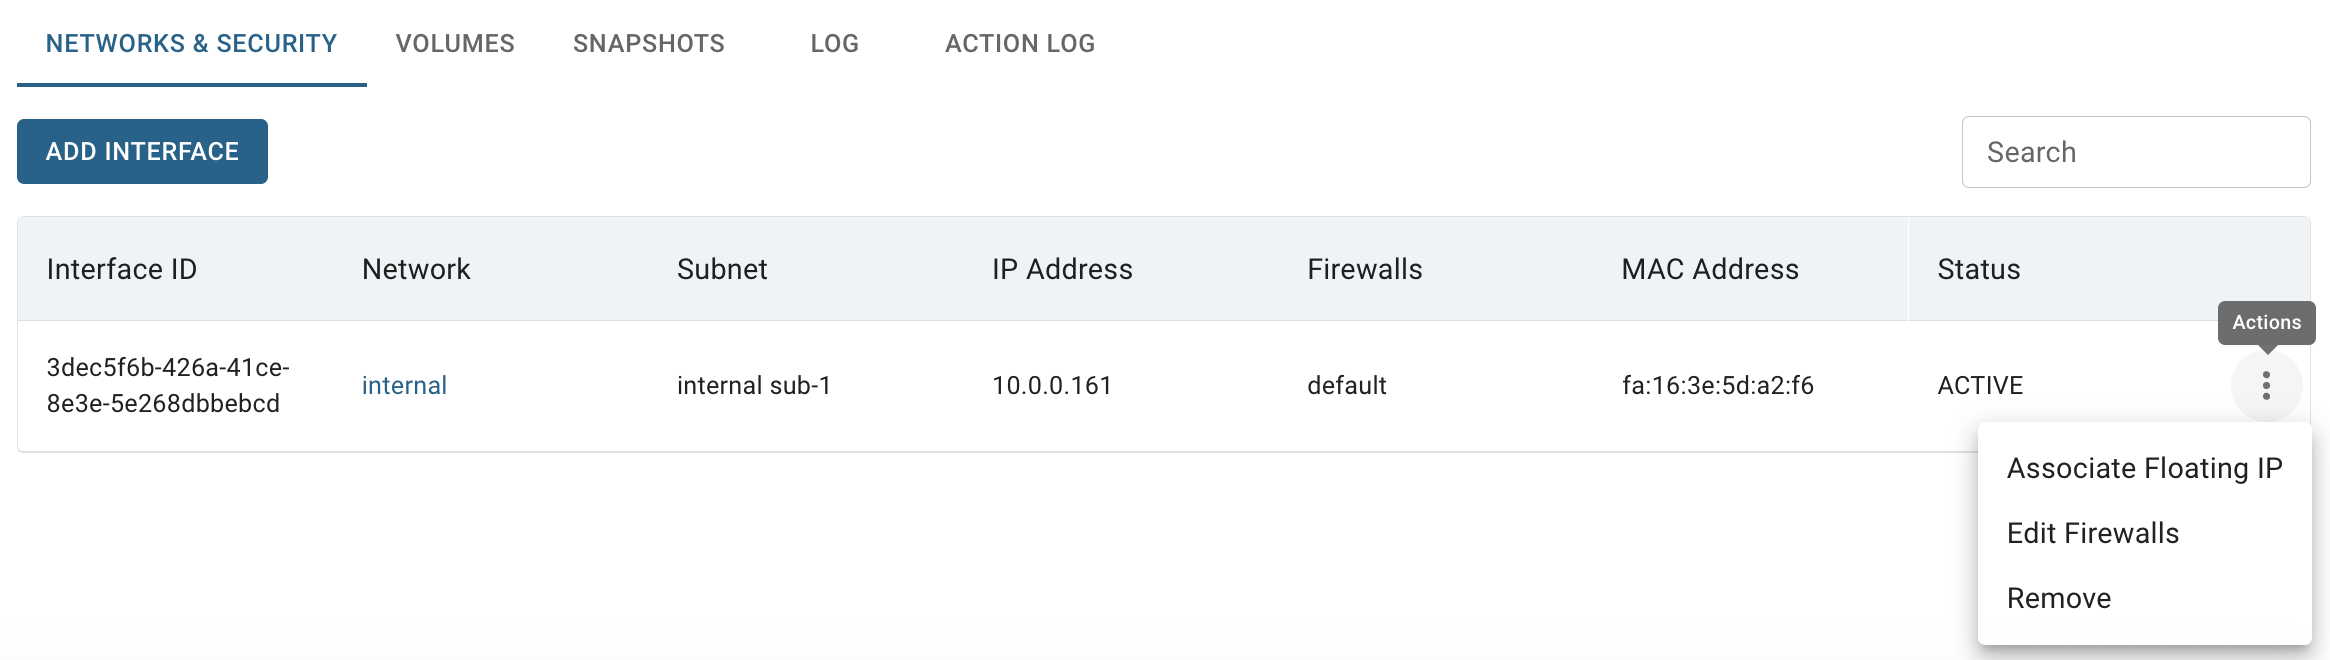 NETWORKS & SECURITY VOLUMES SNAPSHOTS LOG ACTION LOG
ADD INTERFACE Search
Interface ID Network Subnet IP Address Firewalls MAC Address Status
Actions
3dec5f6b-426a-41ce-
8e3e-5e268dbbebcd internal internal sub-1 10.0.0.161 default fa:16:3e:5d:a2:f6 ACTIVE
Associate Floating IP
Edit Firewalls
Remove